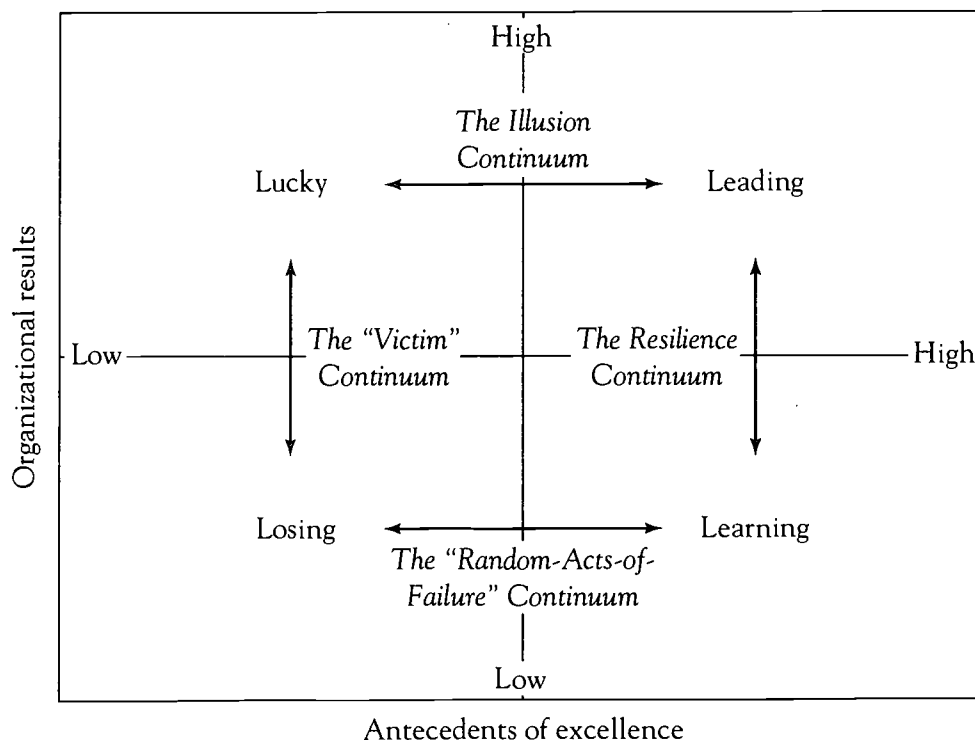 High
The Illusion
Continuum
Lucky
Leading
Organizational results
Low
The “Victim”
Continuum
The Resilience
Continuum
High
Losing
Learning
The “Random-Acts-of-
Failure” Continuum
Low
Antecedents of excellence